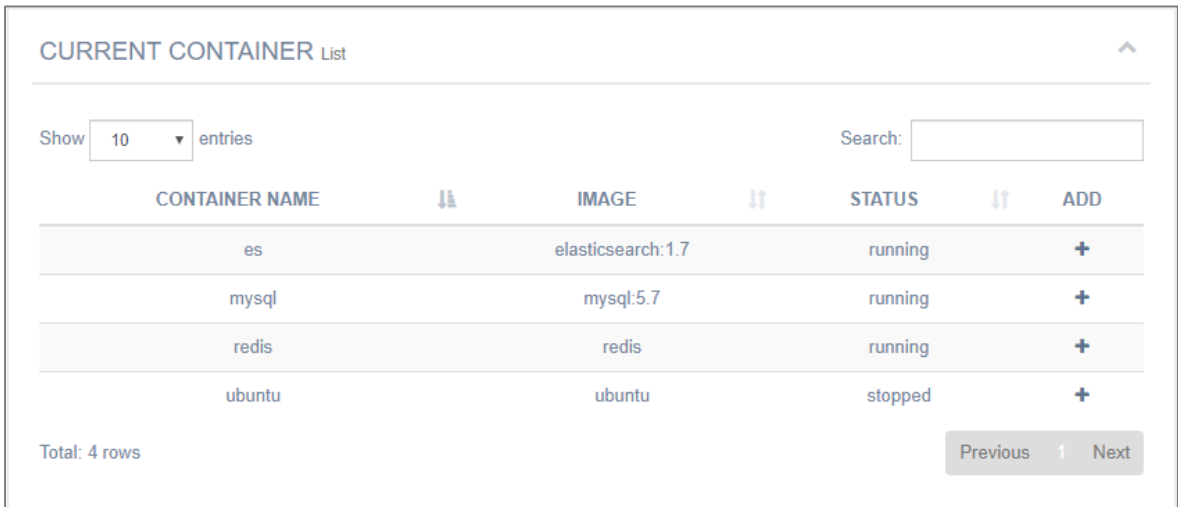 CURRENT CONTAINER List
Show 10 entries Search:
CONTAINER NAME IMAGE STATUS ADD
es elasticsearch:1.7 running
mysql mysql:5.7 running
redis redis running
ubuntu ubuntu stopped
Total: 4 rows Previous 1 Next